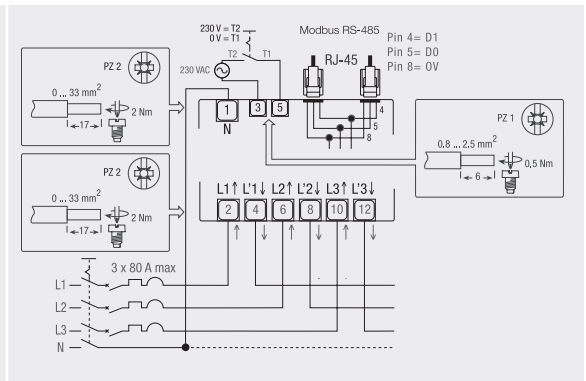 230 V = T2
0 V = T1
T2 T1
230 VAC
Modbus RS-485
RJ-45
Pin 4= D1
Pin 5= D0
Pin 8= 0V
PZ 2
0 ... 33 mm2
2 Nm
17
PZ 2
0 ... 33 mm2
2 Nm
17
1
N
3
5
4
5
8
PZ 1
0.8 ... 2.5 mm2
0,5 Nm
6
L1↑ L'1↓ L2↑ L'2↓ L3↑ L'3↓
2 4 6 8 10 12
3 x 80 A max
L1
L2
L3
N